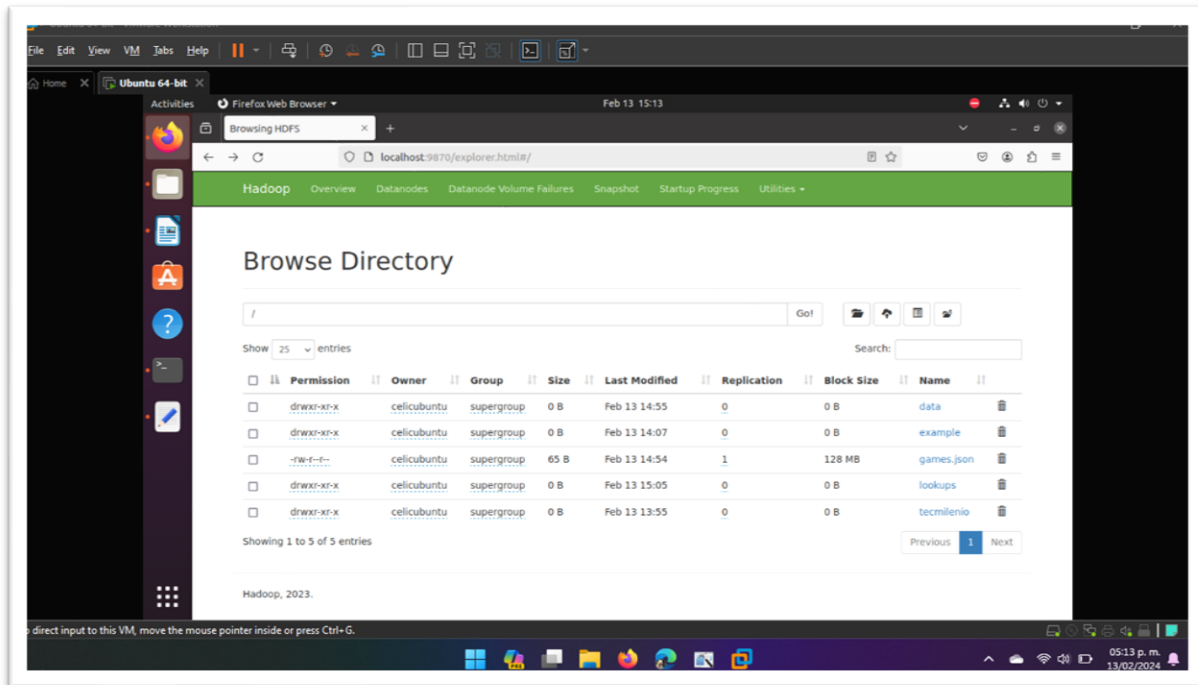 File Edit View VM Tabs Help
Home Ubuntu 64-bit
Activities Firefox Web Browser Feb 13 15:13
Browsing HDFS
localhost:9870/explorer.html#/
Hadoop Overview Datanodes Datanode Volume Failures Snapshot Startup Progress Utilities
Browse Directory
/ Go!
Show 25 entries Search:
Permission Owner Group Size Last Modified Replication Block Size Name
drwxr-xr-x celicubuntu supergroup 0 B Feb 13 14:55 0 0 B data
drwxr-xr-x celicubuntu supergroup 0 B Feb 13 14:07 0 0 B example
-rw-r--r-- celicubuntu supergroup 65 B Feb 13 14:54 1 128 MB games.json
drwxr-xr-x celicubuntu supergroup 0 B Feb 13 15:05 0 0 B lookups
drwxr-xr-x celicubuntu supergroup 0 B Feb 13 13:55 0 0 B tecmilenio
Showing 1 to 5 of 5 entries Previous 1 Next
Hadoop, 2023.
direct input to this VM, move the mouse pointer inside or press Ctrl+G.
05:13 p. m.
13/02/2024